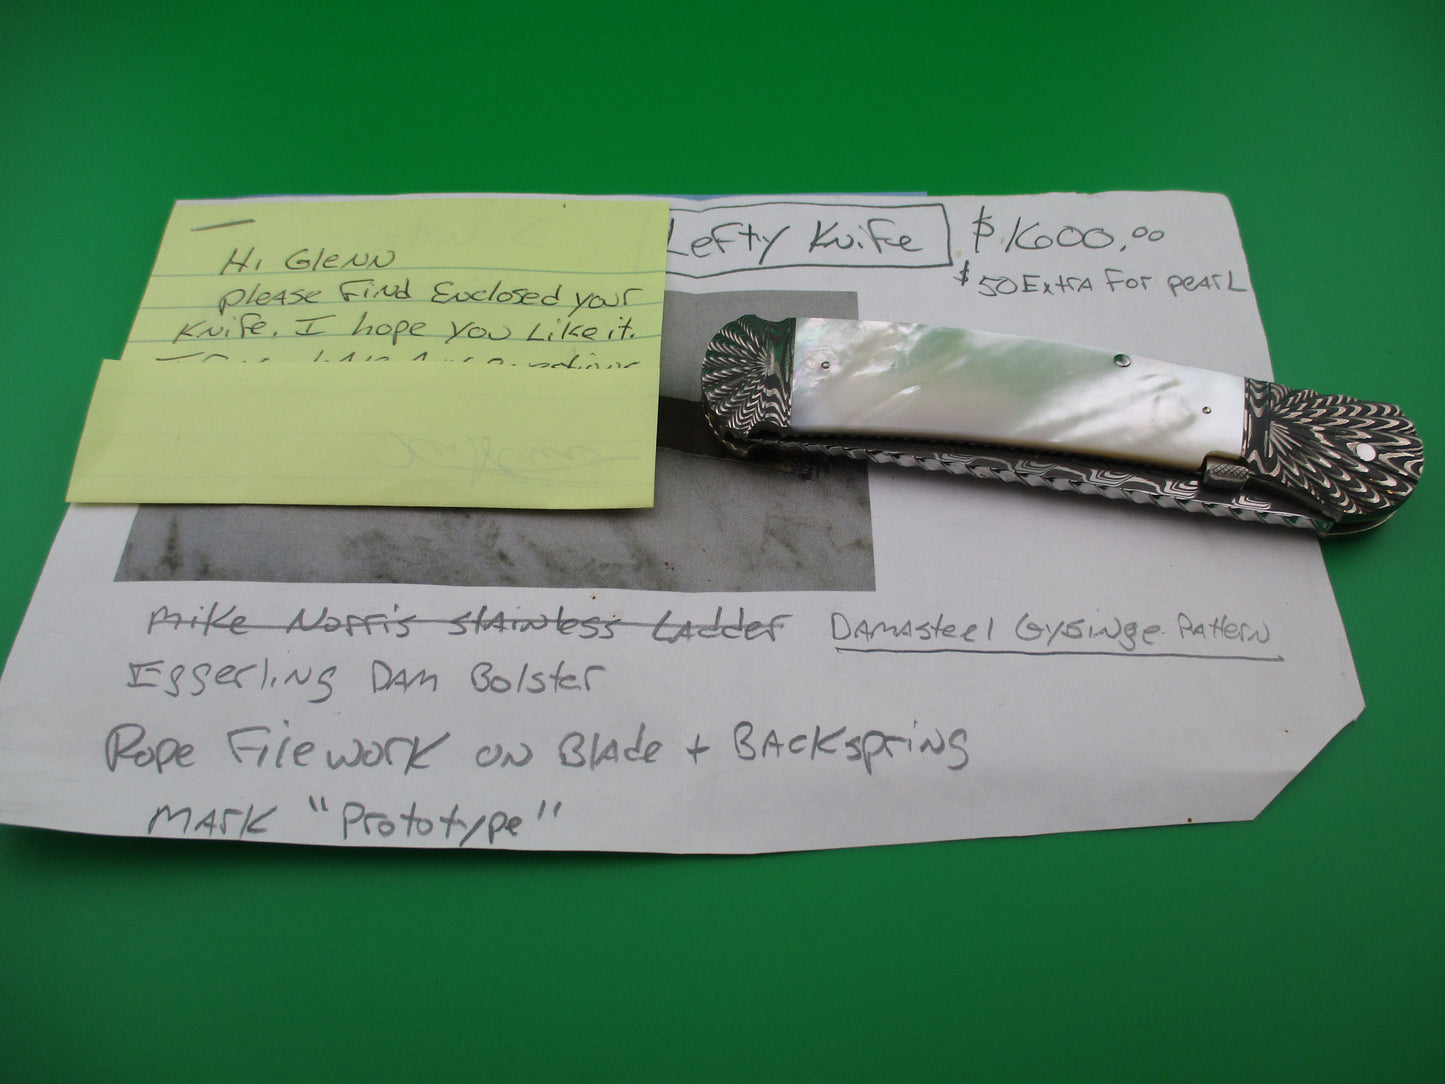 Hi Glenn
please Find Enclosed your
Knife. I hope you Like it.
Lefty Knife
$1600.00
$50 Extra For pearL
Mike Norris stainless Ladder
DAMAsteel Gysinge Pattern
Eggerling DAM Bolster
Rope Filework on Blade + BACKspring
MArK "Prototype"